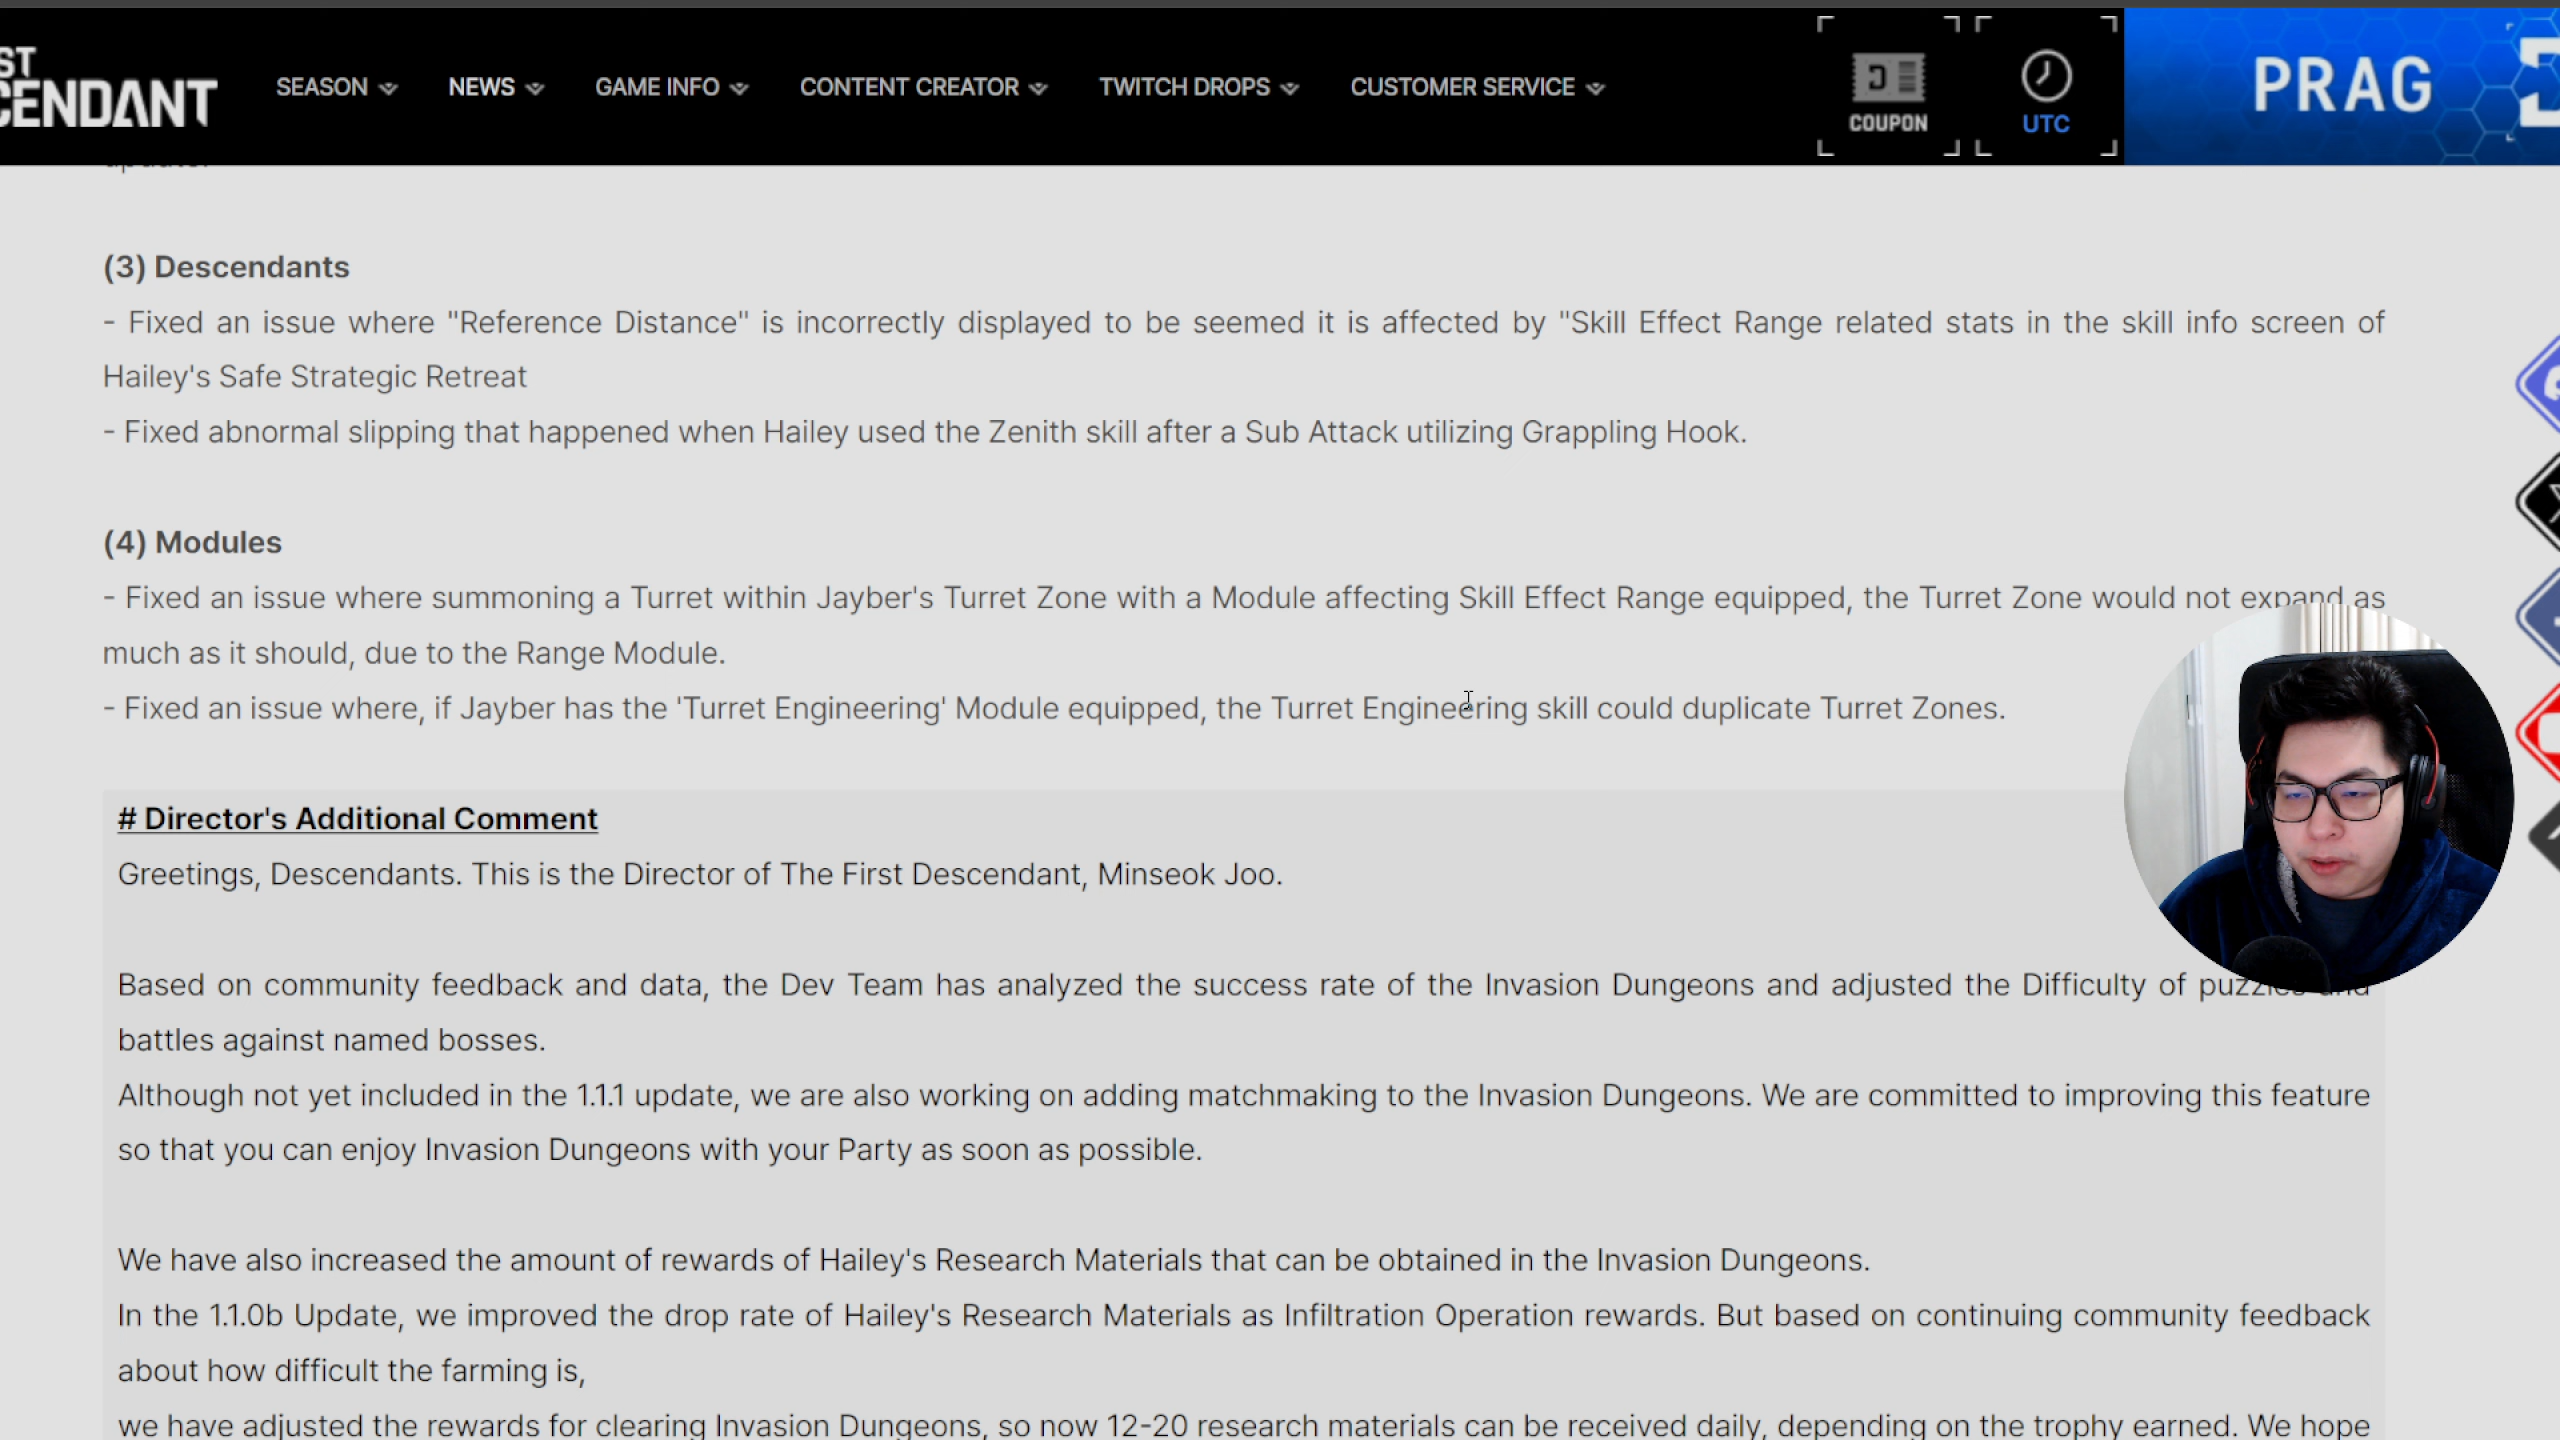 ST
CENDANT
SEASON
NEWS
GAME INFO
CONTENT CREATOR
TWITCH DROPS
CUSTOMER SERVICE
COUPON
UTC
PRAG
(3) Descendants
- Fixed an issue where "Reference Distance" is incorrectly displayed to be seemed it is affected by "Skill Effect Range related stats in the skill info screen of
Hailey's Safe Strategic Retreat
- Fixed abnormal slipping that happened when Hailey used the Zenith skill after a Sub Attack utilizing Grappling Hook.
(4) Modules
- Fixed an issue where summoning a Turret within Jayber's Turret Zone with a Module affecting Skill Effect Range equipped, the Turret Zone would not expand as
much as it should, due to the Range Module.
- Fixed an issue where, if Jayber has the 'Turret Engineering' Module equipped, the Turret Engineering skill could duplicate Turret Zones.
# Director's Additional Comment
Greetings, Descendants. This is the Director of The First Descendant, Minseok Joo.
Based on community feedback and data, the Dev Team has analyzed the success rate of the Invasion Dungeons and adjusted the Difficulty of puzzles and
battles against named bosses.
Although not yet included in the 1.1.1 update, we are also working on adding matchmaking to the Invasion Dungeons. We are committed to improving this feature
so that you can enjoy Invasion Dungeons with your Party as soon as possible.
We have also increased the amount of rewards of Hailey's Research Materials that can be obtained in the Invasion Dungeons.
In the 1.1.0b Update, we improved the drop rate of Hailey's Research Materials as Infiltration Operation rewards. But based on continuing community feedback
about how difficult the farming is,
we have adjusted the rewards for clearing Invasion Dungeons, so now 12-20 research materials can be received daily, depending on the trophy earned. We hope